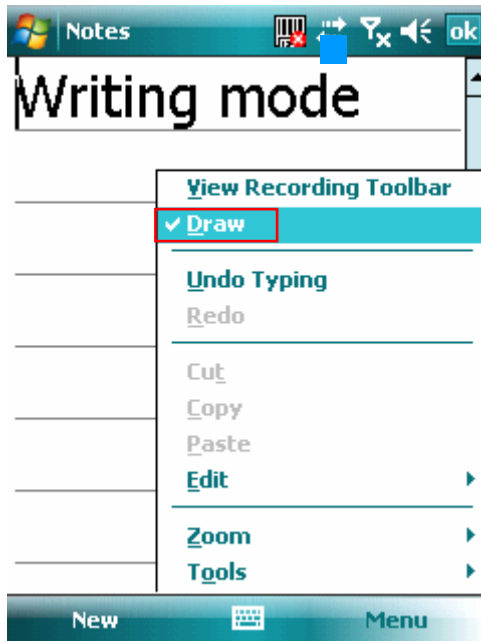 Notes
ok
Writing mode
View Recording Toolbar
Draw
Undo Typing
Redo
Cut
Copy
Paste
Edit
Zoom
Tools
New
Menu